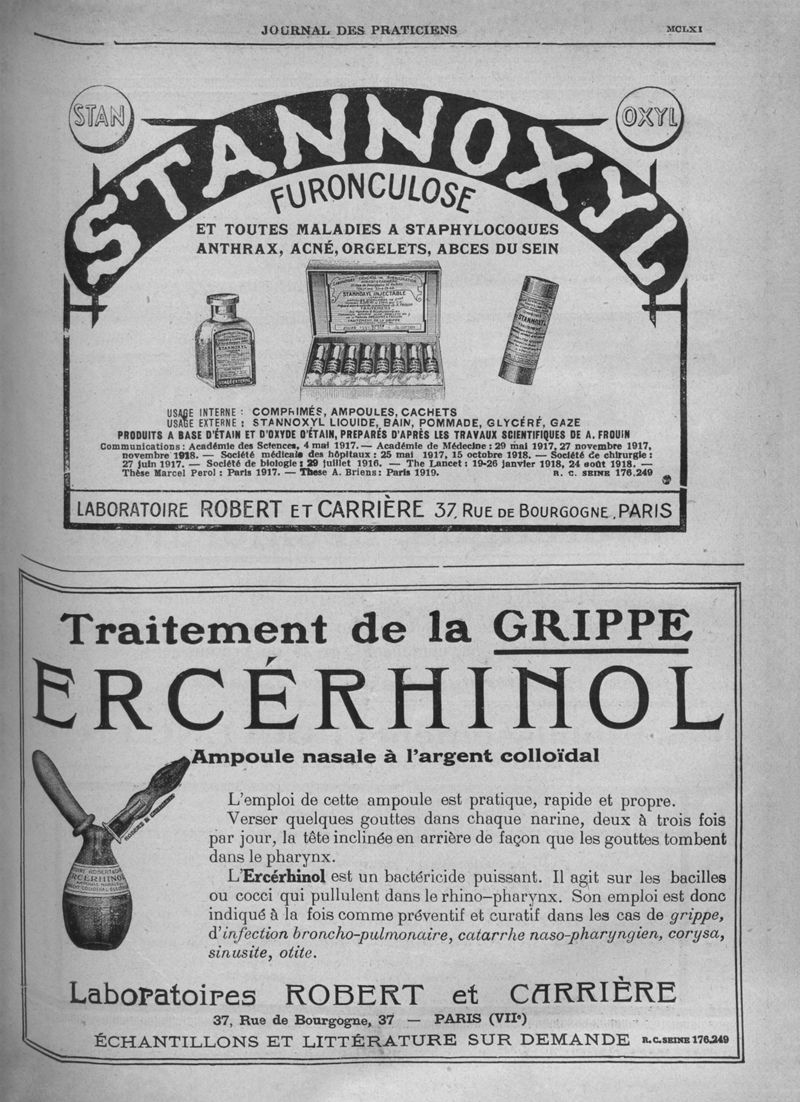 JOURNAL DES PRATICIENS
MCLXI
STAN
OXYL
STANNOXYL
FURONCULOSE
ET TOUTES MALADIES A STAPHYLOCOQUES
ANTHRAX, ACNÉ, ORGELETS, ABCES DU SEIN
STANNOXYL INJECTABLE
STANNOXYL
STANNOXYL
USAGE INTERNE : COMPRIMÉS, AMPOULES, CACHETS
USAGE EXTERNE : STANNOXYL LIQUIDE, BAIN, POMMADE, GLYCÉRÉ, GAZE
PRODUITS A BASE D'ÉTAIN ET D'OXYDE D'ÉTAIN, PREPARÉS D'APRÈS LES TRAVAUX SCIENTIFIQUES DE A. FROUIN
Communications : Académie des Sciences, 4 mai 1917. — Académie de Médecine : 29 mai 1917, 27 novembre 1917,
novembre 1918. — Société médicale des hôpitaux : 25 mai 1917, 15 octobre 1918. — Société de chirurgie :
27 juin 1917. — Société de biologie : 29 juillet 1916. — The Lancet : 19-26 janvier 1918, 24 août 1918. —
Thèse Marcel Perol : Paris 1917. — These A. Briens : Paris 1919. R. C. SEINE 176.249
LABORATOIRE ROBERT ET CARRIÈRE 37, RUE DE BOURGOGNE, PARIS
Traitement de la GRIPPE
ERCÉRHINOL
Ampoule nasale à l'argent colloïdal
L'emploi de cette ampoule est pratique, rapide et propre.
Verser quelques gouttes dans chaque narine, deux à trois fois
par jour, la tête inclinée en arrière de façon que les gouttes tombent
dans le pharynx.
L'Ercérhinol est un bactéricide puissant. Il agit sur les bacilles
ou cocci qui pullulent dans le rhino-pharynx. Son emploi est donc
indiqué à la fois comme préventif et curatif dans les cas de grippe,
d'infection broncho-pulmonaire, catarrhe naso-pharyngien, corysa,
sinusite, otite.
ROBERT & CARRIÈRE
ERCERHINOL
Laboratoires ROBERT et CARRIÈRE
37, Rue de Bourgogne, 37 — PARIS (VIIe)
ÉCHANTILLONS ET LITTÉRATURE SUR DEMANDE R. C. SEINE 176.249